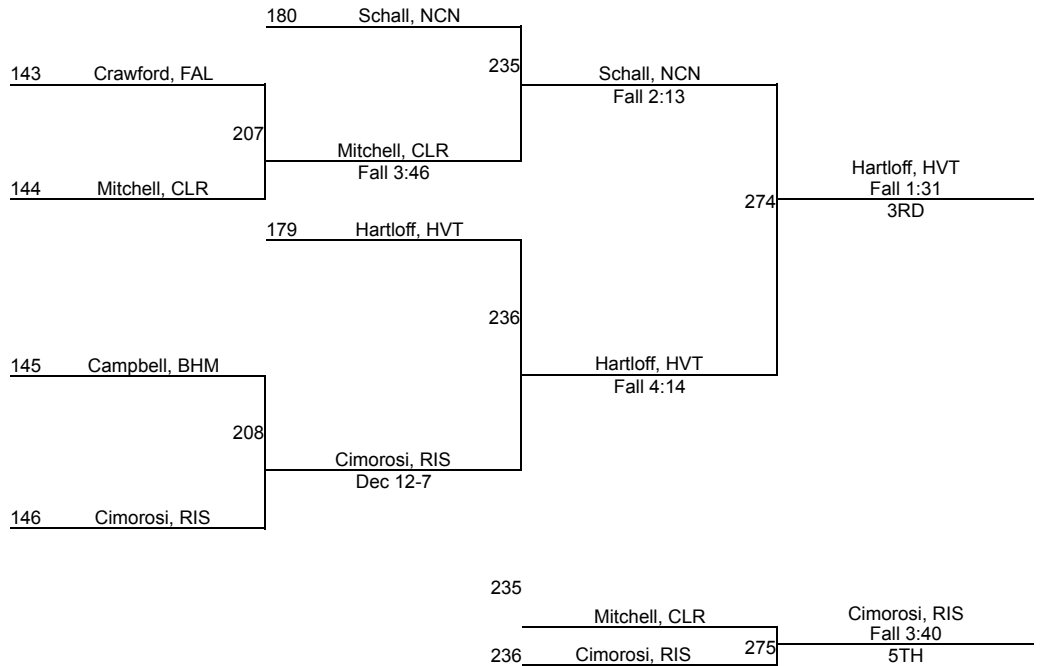 180 Schall, NCN
143 Crawford, FAL
235
Schall, NCN
Fall 2:13
207
Mitchell, CLR
Fall 3:46
144 Mitchell, CLR
Hartloff, HVT
Fall 1:31
3RD
274
179 Hartloff, HVT
236
145 Campbell, BHM
Hartloff, HVT
Fall 4:14
208
Cimorosi, RIS
Dec 12-7
146 Cimorosi, RIS
235
Mitchell, CLR
Cimorosi, RIS
Fall 3:40
5TH
275
236 Cimorosi, RIS